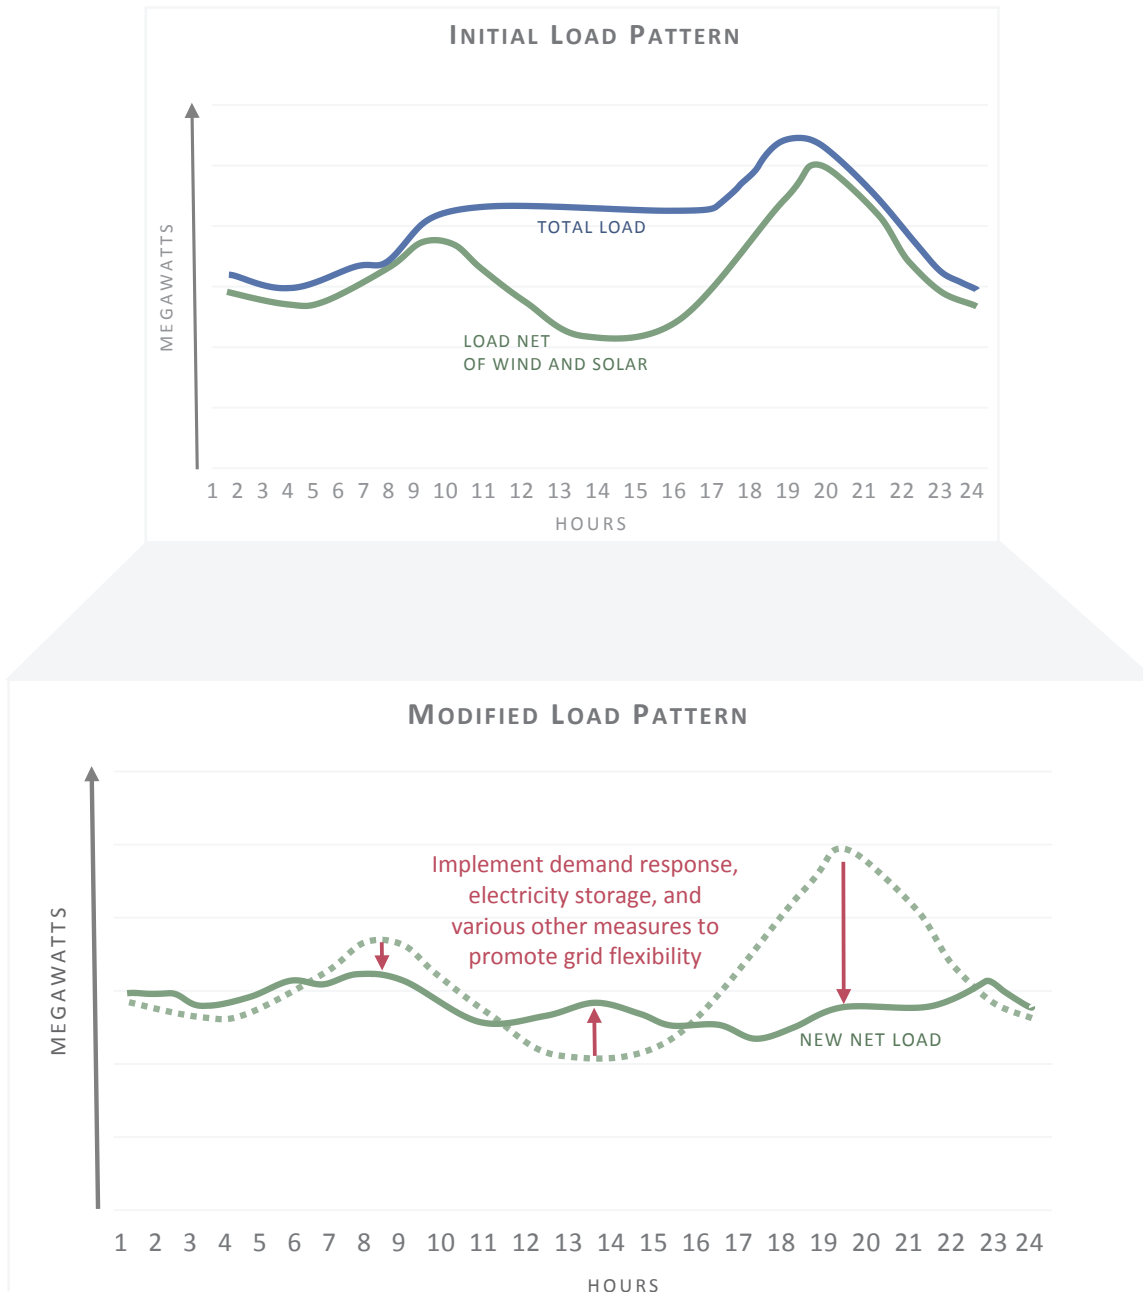 INITIAL LOAD PATTERN
MEGAWATTS
TOTAL LOAD
LOAD NET
OF WIND AND SOLAR
1 2 3 4 5 6 7 8 9 10 11 12 13 14 15 16 17 18 19 20 21 22 23 24
HOURS
MODIFIED LOAD PATTERN
MEGAWATTS
Implement demand response,
electricity storage, and
various other measures to
promote grid flexibility
NEW NET LOAD
1 2 3 4 5 6 7 8 9 10 11 12 13 14 15 16 17 18 19 20 21 22 23 24
HOURS